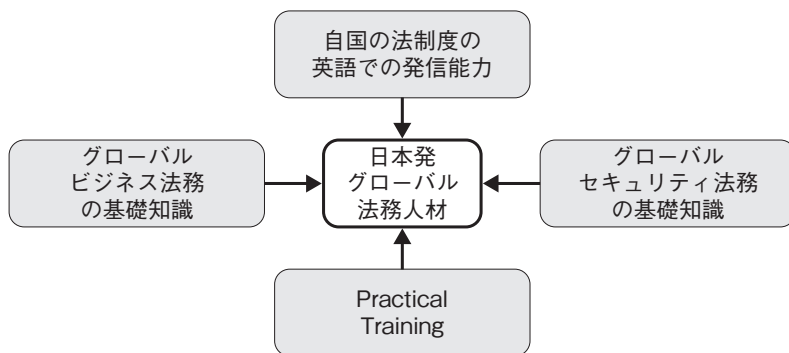 自国の法制度の
英語での発信能力
グローバル
ビジネス法務
の基礎知識
日本発
グローバル
法務人材
グローバル
セキュリティ法務
の基礎知識
Practical
Training